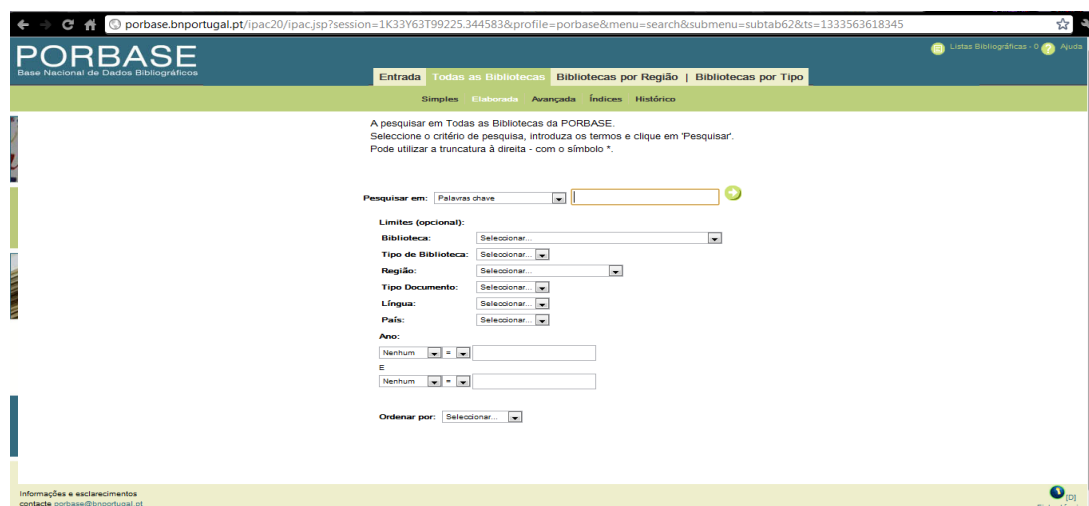 porbase.bnportugal.pt/ipac20/ipac.jsp?session=1K33Y63T99225.344583&profile=porbase&menu=search&submenu=subtab62&ts=1333563618345
PORBASE
Base Nacional de Dados Bibliográficos
Listas Bibliográficas - 0 ? Ajuda
Entrada Todas as Bibliotecas Bibliotecas por Região | Bibliotecas por Tipo
Simples Elaborada Avançada Índices Histórico
A pesquisar em Todas as Bibliotecas da PORBASE.
Seleccione o critério de pesquisa, introduza os termos e clique em 'Pesquisar'.
Pode utilizar a truncatura à direita - com o símbolo *.
Pesquisar em: Palavras chave
Limites (opcional):
Biblioteca: Seleccionar...
Tipo de Biblioteca: Seleccionar...
Região: Seleccionar...
Tipo Documento: Seleccionar...
Língua: Seleccionar...
País: Seleccionar...
Ano:
Nenhum =
E
Nenhum =
Ordenar por: Seleccionar...
Informações e esclarecimentos
contacte porbase@bnportugal.pt
[D]